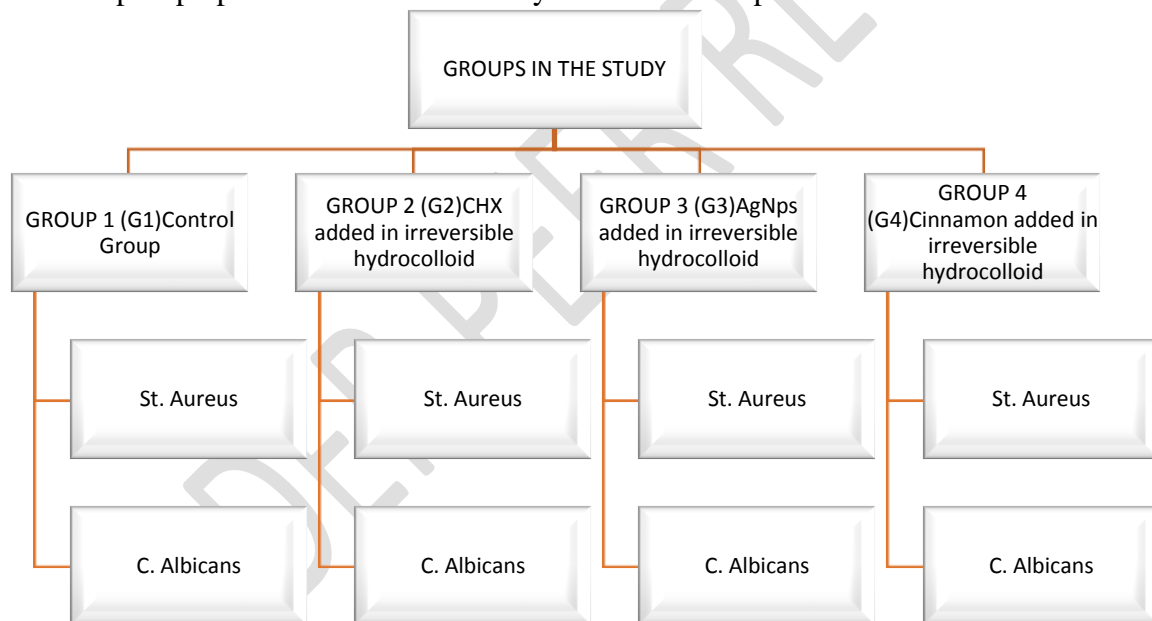 GROUPS IN THE STUDY
GROUP 1 (G1)Control
Group
GROUP 2 (G2)CHX
added in irreversible
hydrocolloid
GROUP 3 (G3)AgNps
added in irreversible
hydrocolloid
GROUP 4
(G4)Cinnamon added in
irreversible
hydrocolloid
St. Aureus
St. Aureus
St. Aureus
St. Aureus
C. Albicans
C. Albicans
C. Albicans
C. Albicans